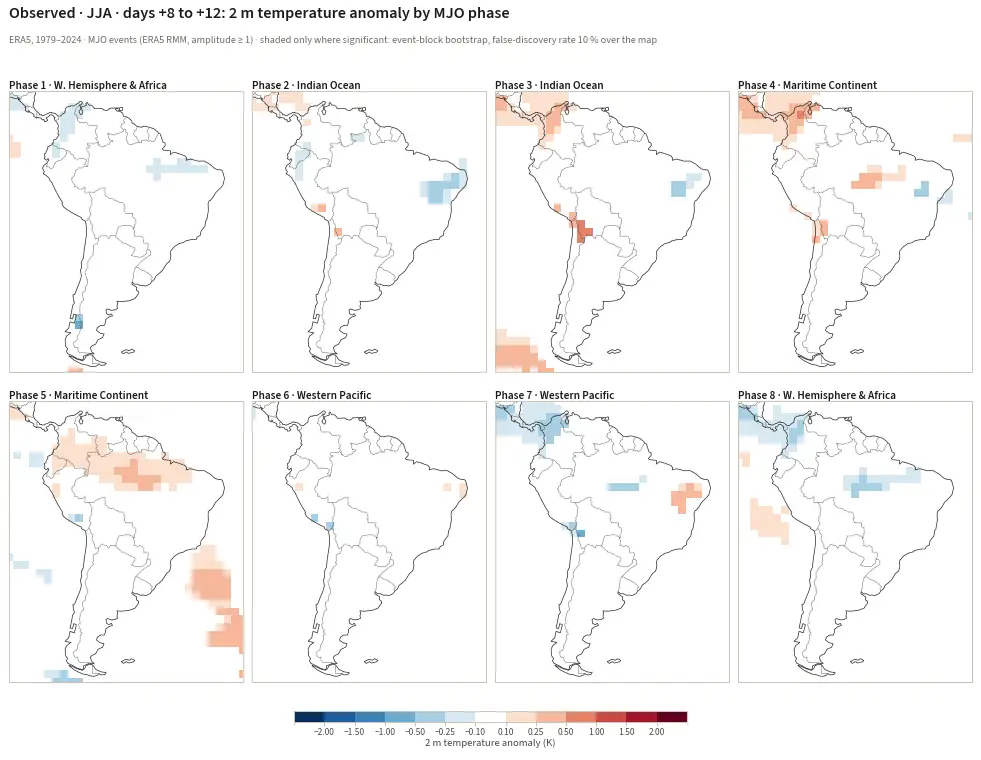 Observed · JJA · days +8 to +12: 2 m temperature anomaly by MJO phase
ERA5, 1979–2024 · MJO events (ERA5 RMM, amplitude ≥ 1) · shaded only where significant: event-block bootstrap, false-discovery rate 10 % over the map
Phase 1 · W. Hemisphere & Africa
Phase 2 · Indian Ocean
Phase 3 · Indian Ocean
Phase 4 · Maritime Continent
Phase 5 · Maritime Continent
Phase 6 · Western Pacific
Phase 7 · Western Pacific
Phase 8 · W. Hemisphere & Africa
−2.00 −1.50 −1.00 −0.50 −0.25 −0.10 0.10 0.25 0.50 1.00 1.50 2.00
2 m temperature anomaly (K)